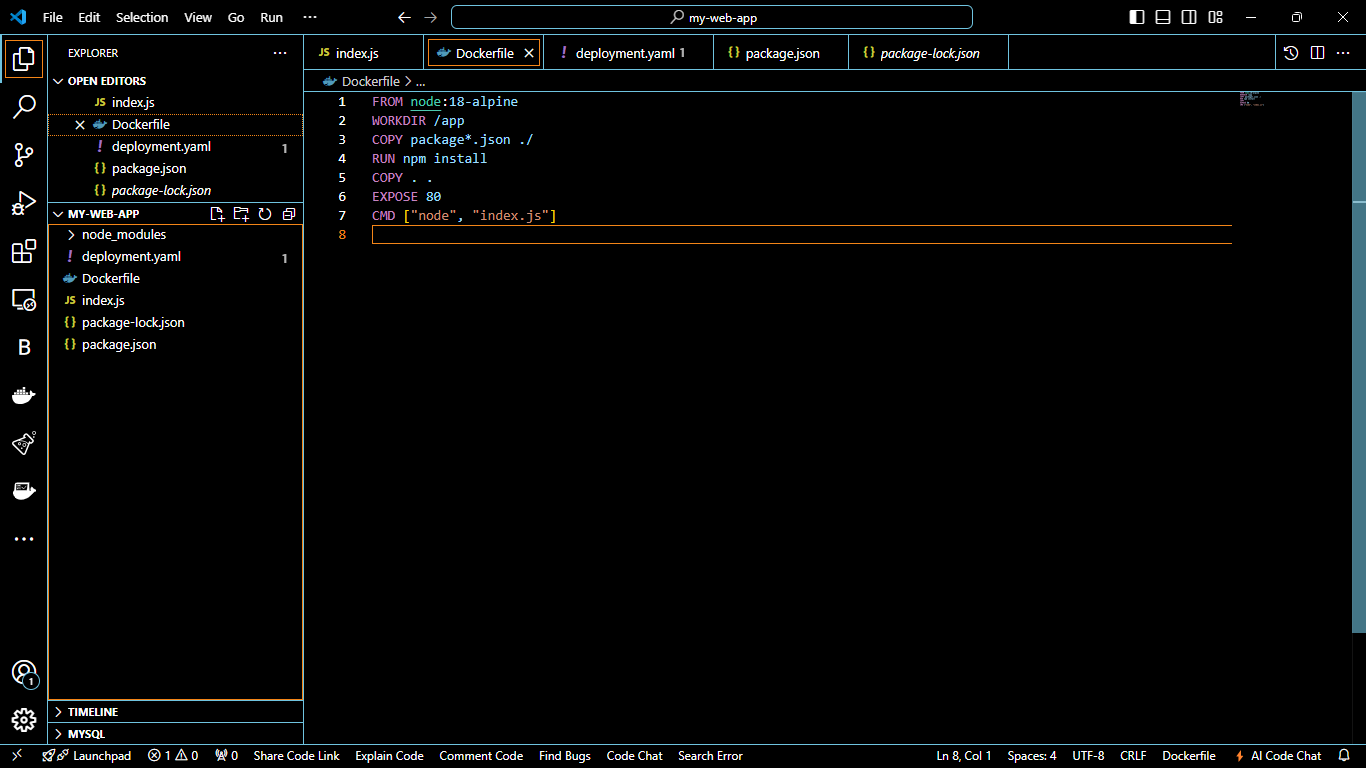 File Edit Selection View Go Run ··· my-web-app
EXPLORER ···
OPEN EDITORS
JS index.js
Dockerfile
! deployment.yaml 1
{} package.json
{} package-lock.json
MY-WEB-APP
node_modules
! deployment.yaml 1
Dockerfile
JS index.js
{} package-lock.json
{} package.json
B
1
TIMELINE
MYSQL
JS index.js Dockerfile ! deployment.yaml 1 {} package.json {} package-lock.json ···
Dockerfile > ...
1 FROM node:18-alpine
2 WORKDIR /app
3 COPY package*.json ./
4 RUN npm install
5 COPY . .
6 EXPOSE 80
7 CMD ["node", "index.js"]
8
Launchpad 1 0 0 Share Code Link Explain Code Comment Code Find Bugs Code Chat Search Error Ln 8, Col 1 Spaces: 4 UTF-8 CRLF Dockerfile AI Code Chat